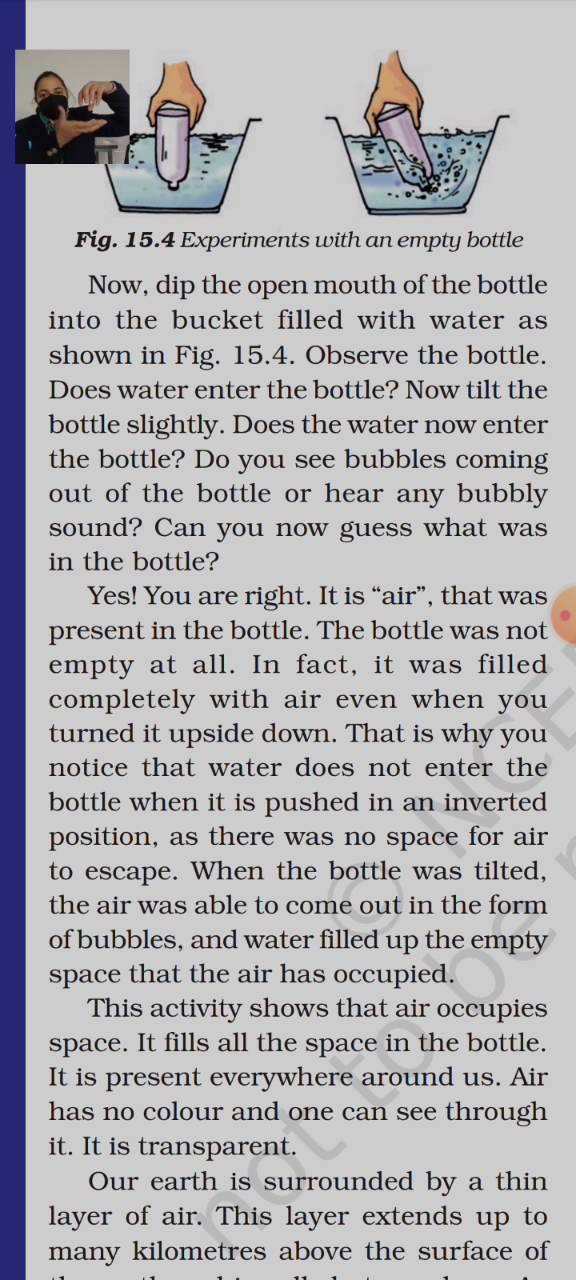 Fig. 15.4 Experiments with an empty bottle
Now, dip the open mouth of the bottle
into the bucket filled with water as
shown in Fig. 15.4. Observe the bottle.
Does water enter the bottle? Now tilt the
bottle slightly. Does the water now enter
the bottle? Do you see bubbles coming
out of the bottle or hear any bubbly
sound? Can you now guess what was
in the bottle?
Yes! You are right. It is “air”, that was
present in the bottle. The bottle was not
empty at all. In fact, it was filled
completely with air even when you
turned it upside down. That is why you
notice that water does not enter the
bottle when it is pushed in an inverted
position, as there was no space for air
to escape. When the bottle was tilted,
the air was able to come out in the form
of bubbles, and water filled up the empty
space that the air has occupied.
This activity shows that air occupies
space. It fills all the space in the bottle.
It is present everywhere around us. Air
has no colour and one can see through
it. It is transparent.
Our earth is surrounded by a thin
layer of air. This layer extends up to
many kilometres above the surface of
©
not to be